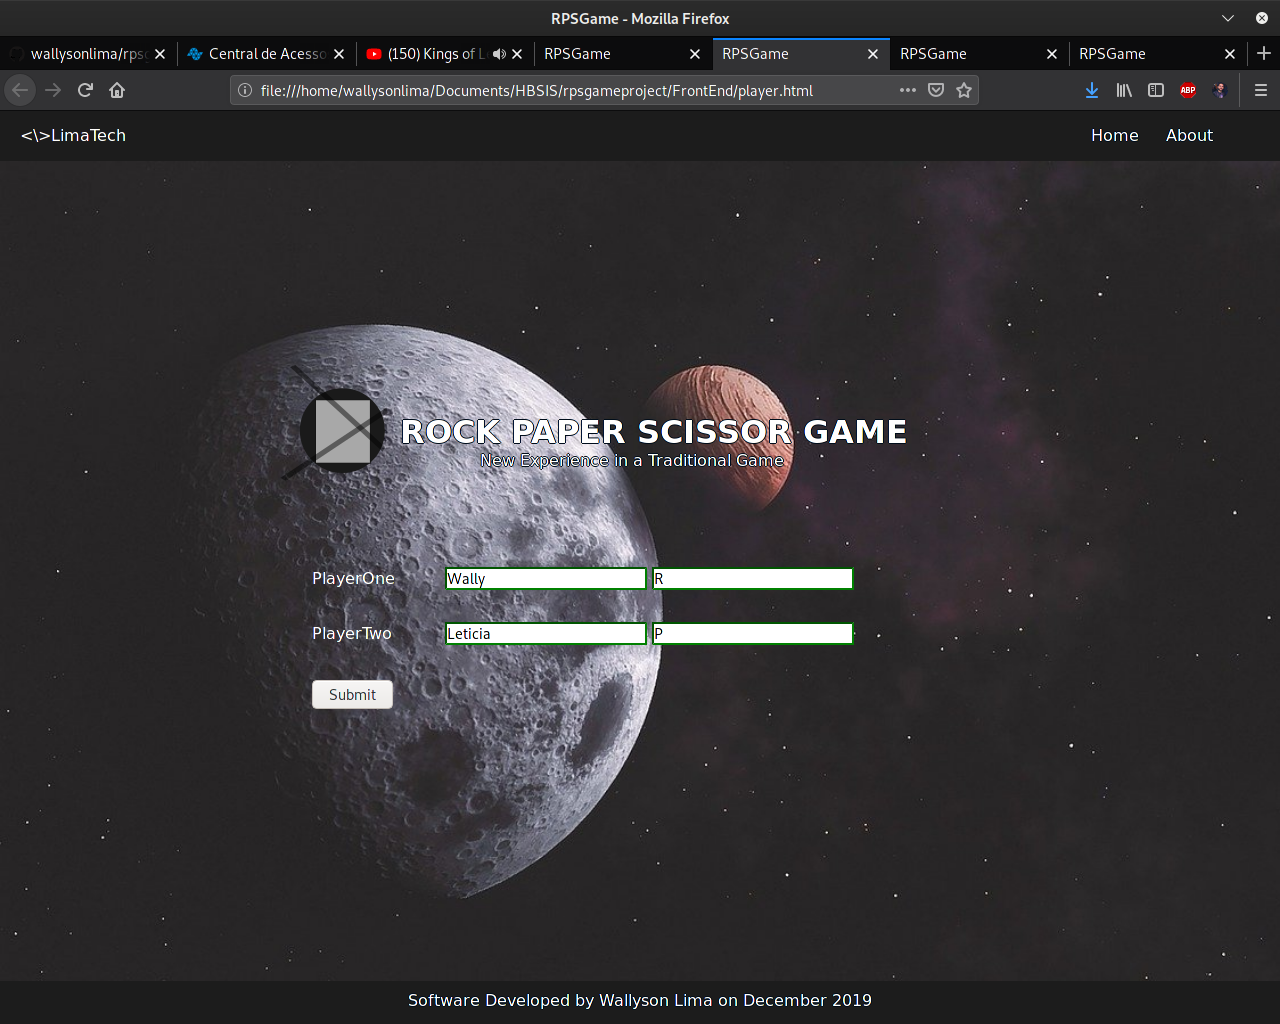 RPSGame - Mozilla Firefox
wallysonlima/rps
Central de Acesso
(150) Kings of L
RPSGame
RPSGame
RPSGame
RPSGame
file:///home/wallysonlima/Documents/HBSIS/rpsgameproject/FrontEnd/player.html
ABP
<\>LimaTech
Home
About
ROCK PAPER SCISSOR GAME
New Experience in a Traditional Game
PlayerOne
Wally
R
PlayerTwo
Leticia
P
Submit
Software Developed by Wallyson Lima on December 2019